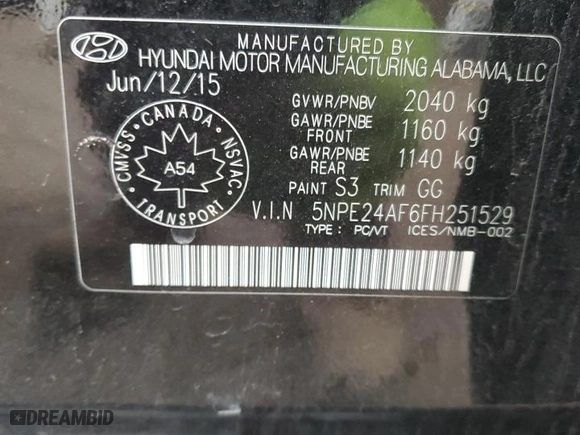 MANUFACTURED BY
HYUNDAI MOTOR MANUFACTURING ALABAMA, LLC
Jun/12/15
GVWR/PNBV 2040 kg
GAWR/PNBE FRONT 1160 kg
GAWR/PNBE REAR 1140 kg
CMVSS · CANADA · NSVAC
A54
TRANSPORT
PAINT S3 TRIM GG
V.I.N 5NPE24AF6FH251529
TYPE : PC/VT ICES/NMB-002
DREAMBID